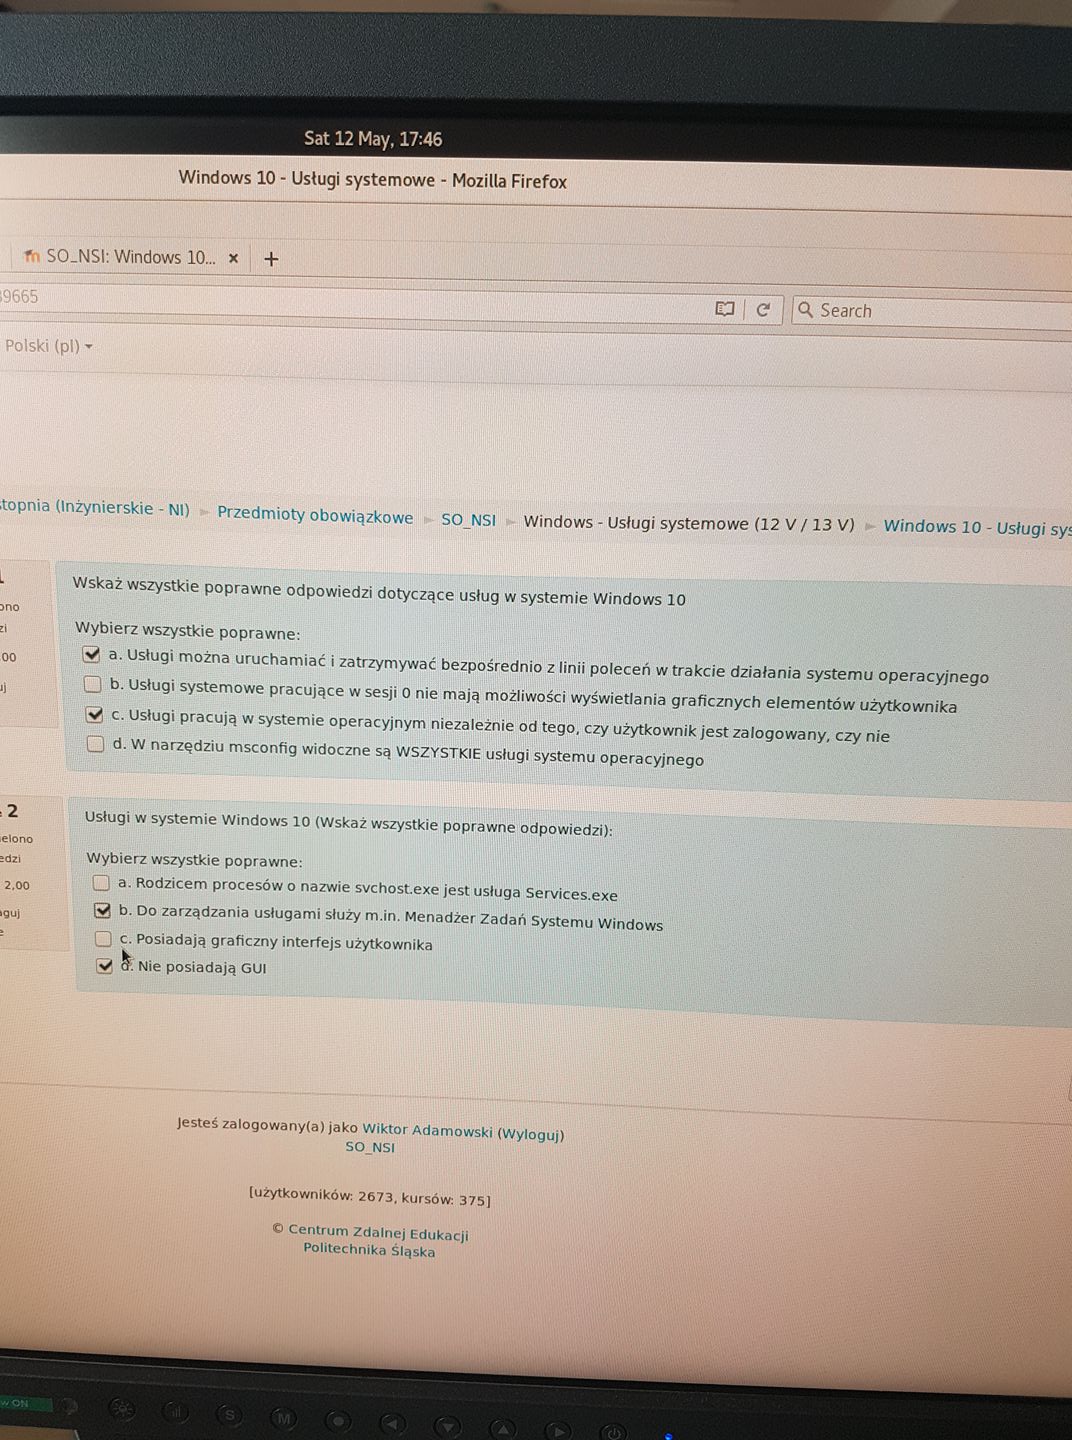 Sat 12 May, 17:46
Windows 10 - Usługi systemowe - Mozilla Firefox
SO_NSI: Windows 10... × +
39665
Search
Polski (pl)
stopnia (Inżynierskie - NI) ► Przedmioty obowiązkowe ► SO_NSI ► Windows - Usługi systemowe (12 V / 13 V) ► Windows 10 - Usługi sys
Wskaż wszystkie poprawne odpowiedzi dotyczące usług w systemie Windows 10
Wybierz wszystkie poprawne:
a. Usługi można uruchamiać i zatrzymywać bezpośrednio z linii poleceń w trakcie działania systemu operacyjnego
b. Usługi systemowe pracujące w sesji 0 nie mają możliwości wyświetlania graficznych elementów użytkownika
c. Usługi pracują w systemie operacyjnym niezależnie od tego, czy użytkownik jest zalogowany, czy nie
d. W narzędziu msconfig widoczne są WSZYSTKIE usługi systemu operacyjnego
ono
zi
00
uj
2
elono
edzi
2,00
aguj
e
Usługi w systemie Windows 10 (Wskaż wszystkie poprawne odpowiedzi):
Wybierz wszystkie poprawne:
a. Rodzicem procesów o nazwie svchost.exe jest usługa Services.exe
b. Do zarządzania usługami służy m.in. Menadżer Zadań Systemu Windows
c. Posiadają graficzny interfejs użytkownika
d. Nie posiadają GUI
Jesteś zalogowany(a) jako Wiktor Adamowski (Wyloguj)
SO_NSI
[użytkowników: 2673, kursów: 375]
© Centrum Zdalnej Edukacji
Politechnika Śląska
w ON
S
M